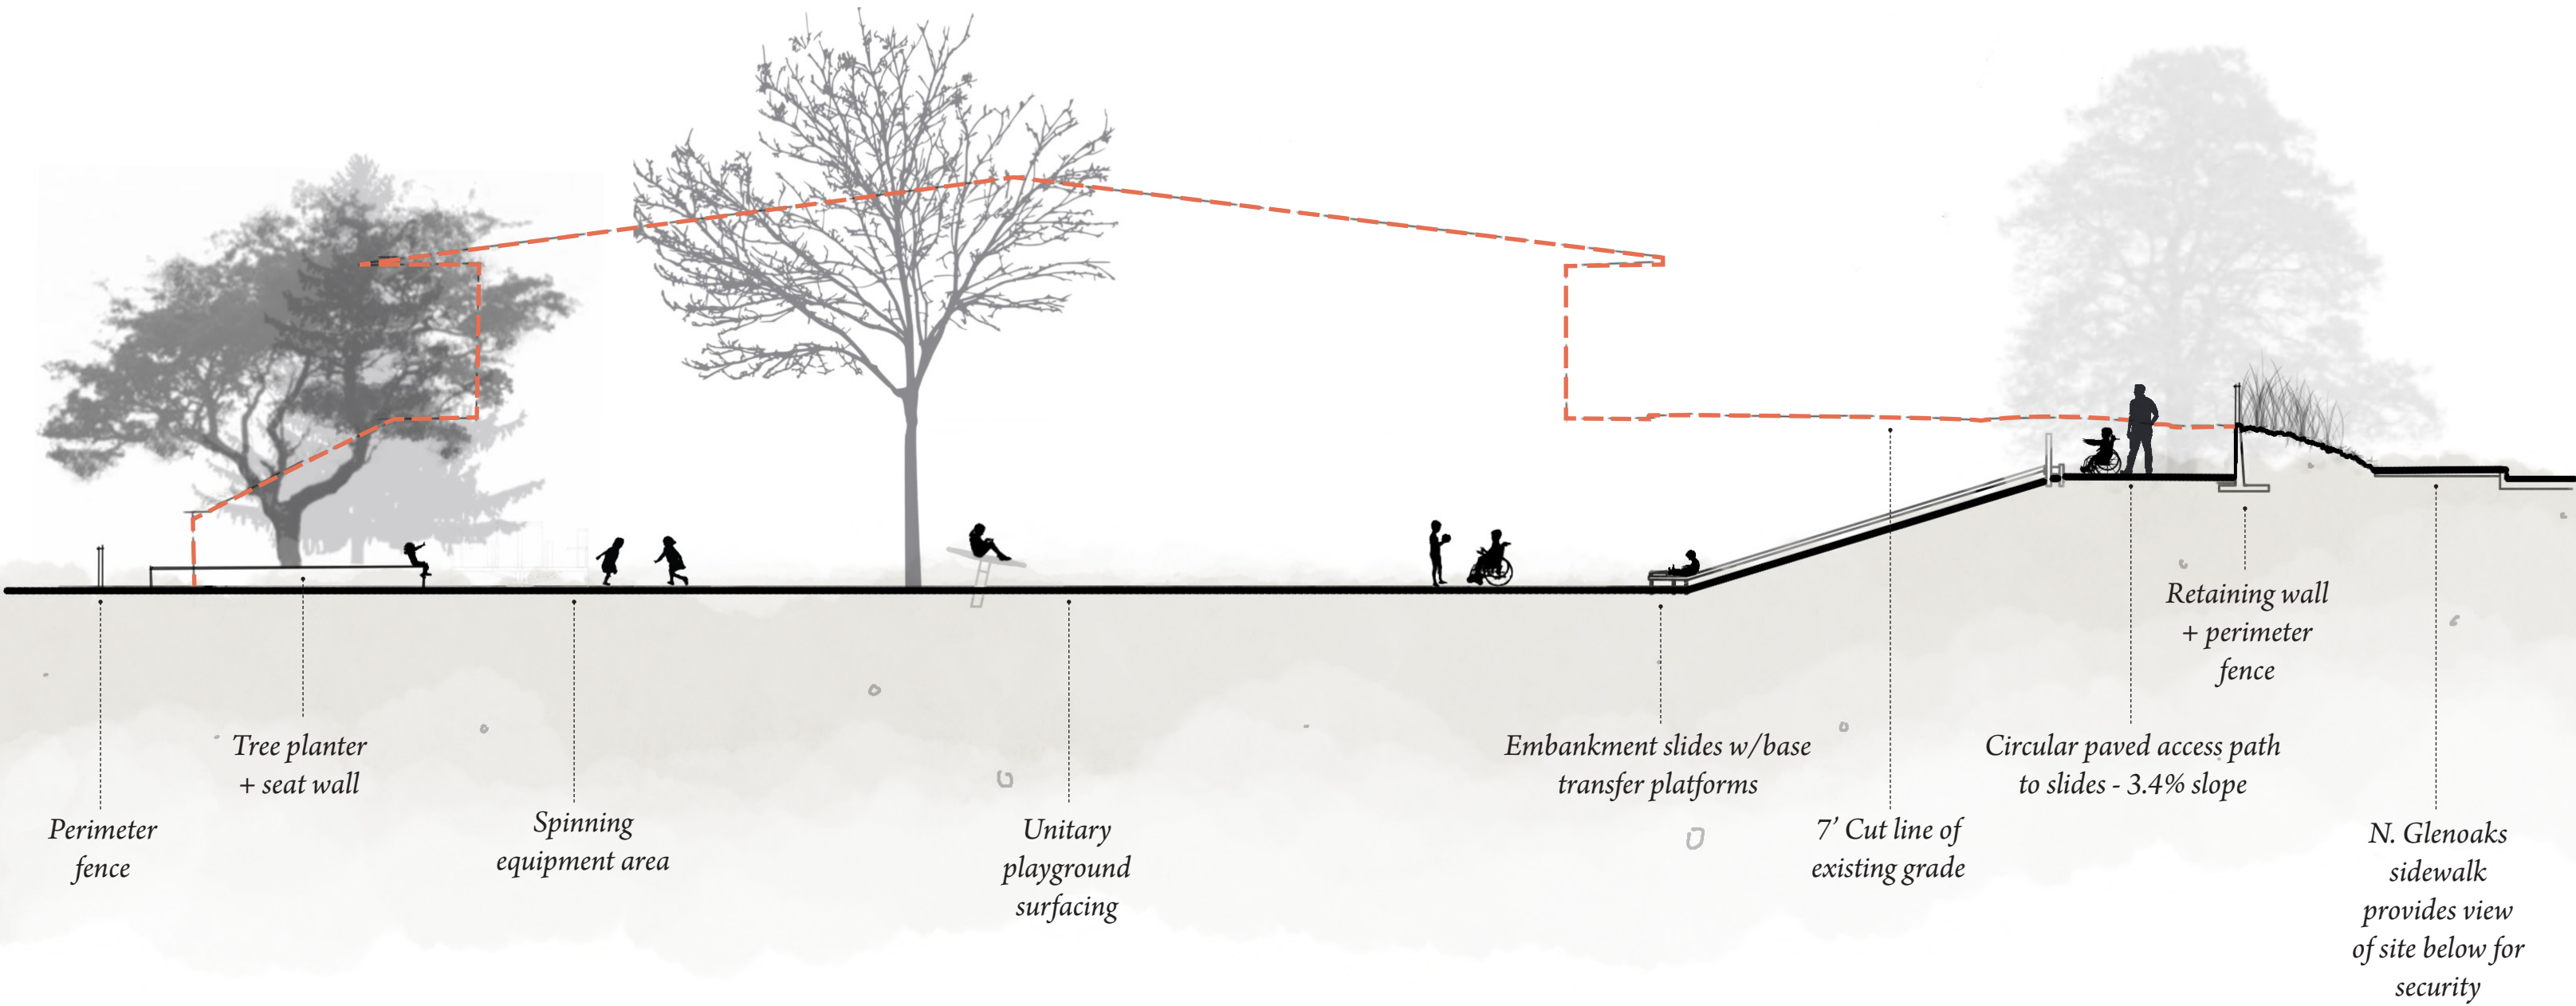 Perimeter
fence
Tree planter
+ seat wall
Spinning
equipment area
Unitary
playground
surfacing
Embankment slides w/base
transfer platforms
7’ Cut line of
existing grade
Circular paved access path
to slides - 3.4% slope
Retaining wall
+ perimeter
fence
N. Glenoaks
sidewalk
provides view
of site below for
security